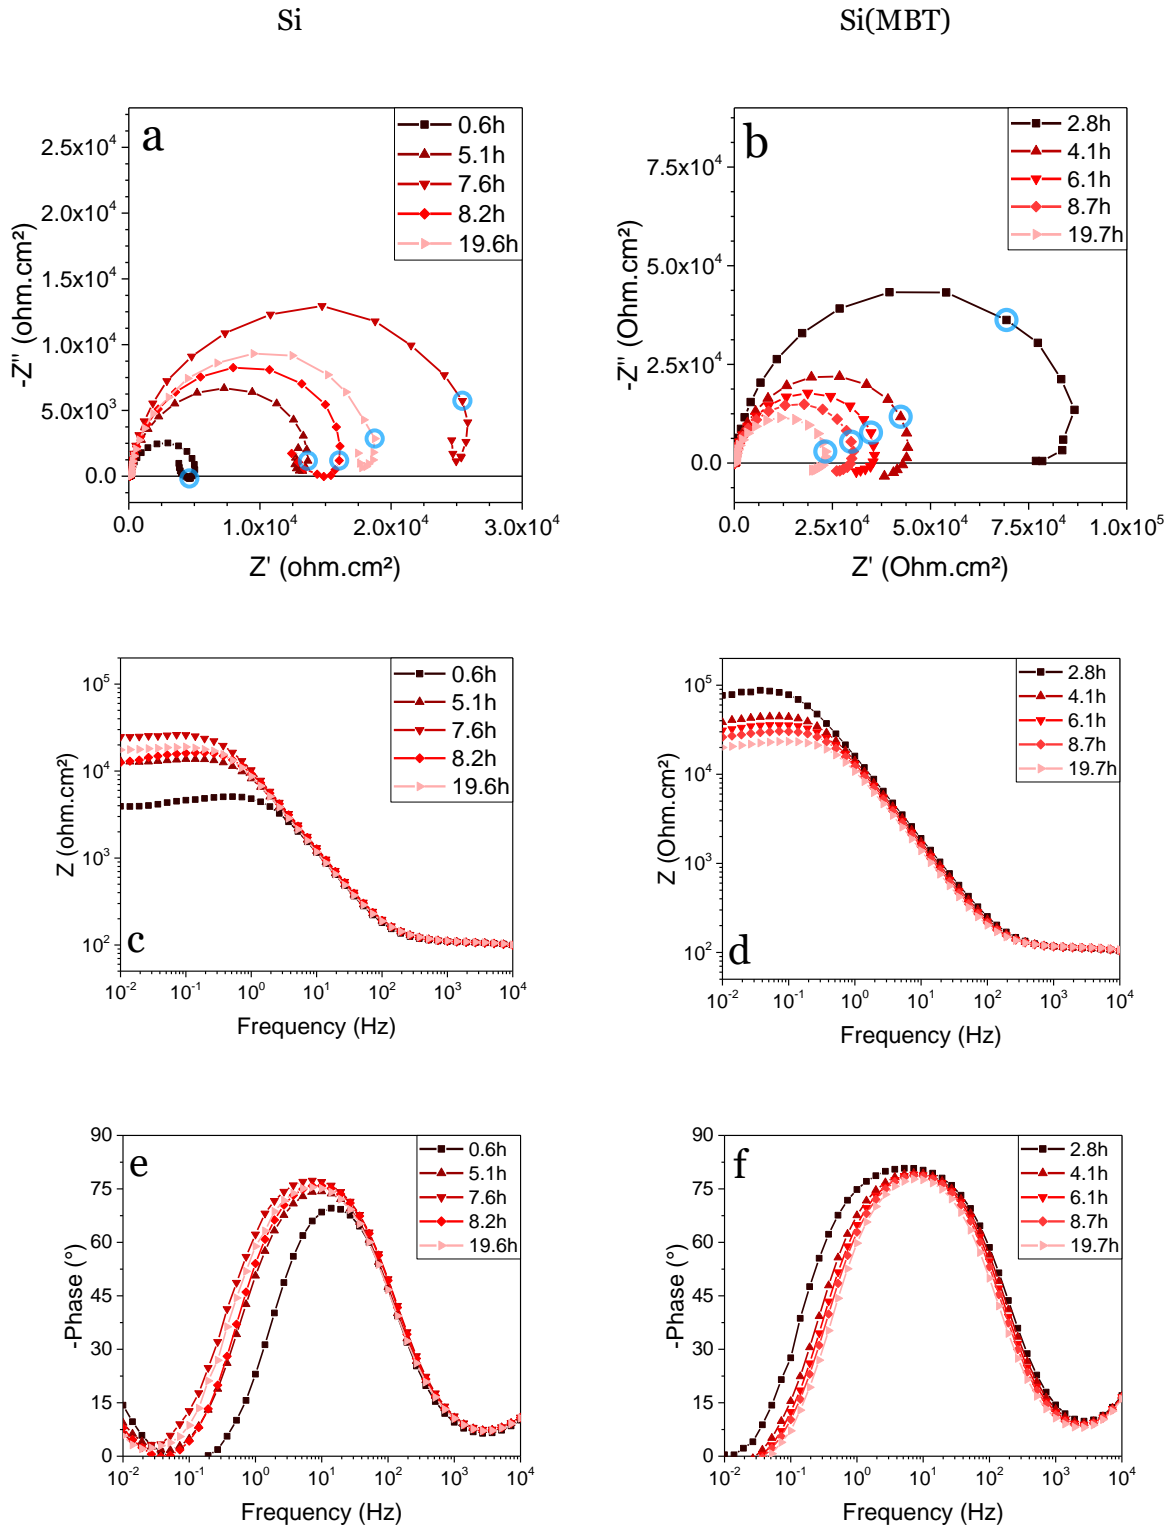 Si
Si(MBT)
a
0.6h
5.1h
7.6h
8.2h
19.6h
2.5x10⁴
2.0x10⁴
1.5x10⁴
1.0x10⁴
5.0x10³
0.0
-Z'' (ohm.cm²)
0.0
1.0x10⁴
2.0x10⁴
3.0x10⁴
Z' (ohm.cm²)
b
2.8h
4.1h
6.1h
8.7h
19.7h
7.5x10⁴
5.0x10⁴
2.5x10⁴
0.0
-Z'' (Ohm.cm²)
0.0
2.5x10⁴
5.0x10⁴
7.5x10⁴
1.0x10⁵
Z' (Ohm.cm²)
c
0.6h
5.1h
7.6h
8.2h
19.6h
10⁵
10⁴
10³
10²
Z (ohm.cm²)
10⁻²
10⁻¹
10⁰
10¹
10²
10³
10⁴
Frequency (Hz)
d
2.8h
4.1h
6.1h
8.7h
19.7h
10⁵
10⁴
10³
10²
Z (Ohm.cm²)
10⁻²
10⁻¹
10⁰
10¹
10²
10³
10⁴
Frequency (Hz)
e
0.6h
5.1h
7.6h
8.2h
19.6h
90
75
60
45
30
15
0
-Phase (°)
10⁻²
10⁻¹
10⁰
10¹
10²
10³
10⁴
Frequency (Hz)
f
2.8h
4.1h
6.1h
8.7h
19.7h
90
75
60
45
30
15
0
-Phase (°)
10⁻²
10⁻¹
10⁰
10¹
10²
10³
10⁴
Frequency (Hz)